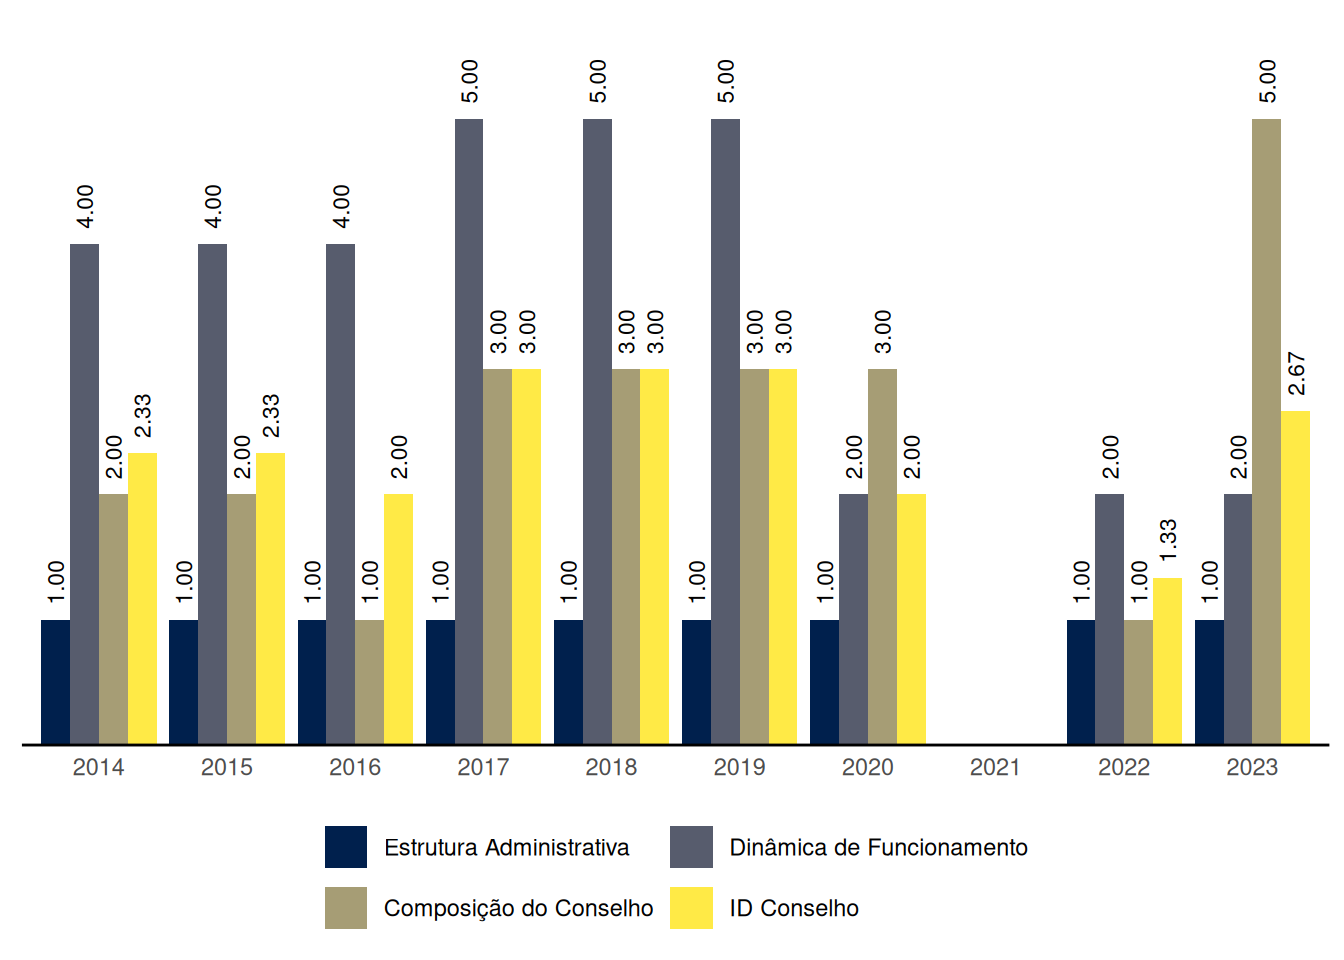 5.00 5.00 5.00 5.00
4.00 4.00 4.00
3.00 3.00 3.00 3.00 3.00 3.00 3.00
2.67
2.33 2.33
2.00 2.00 2.00 2.00 2.00 2.00 2.00
1.33
1.00 1.00 1.00 1.00 1.00 1.00 1.00 1.00 1.00 1.00 1.00
2014 2015 2016 2017 2018 2019 2020 2021 2022 2023
Estrutura Administrativa Dinâmica de Funcionamento
Composição do Conselho ID Conselho